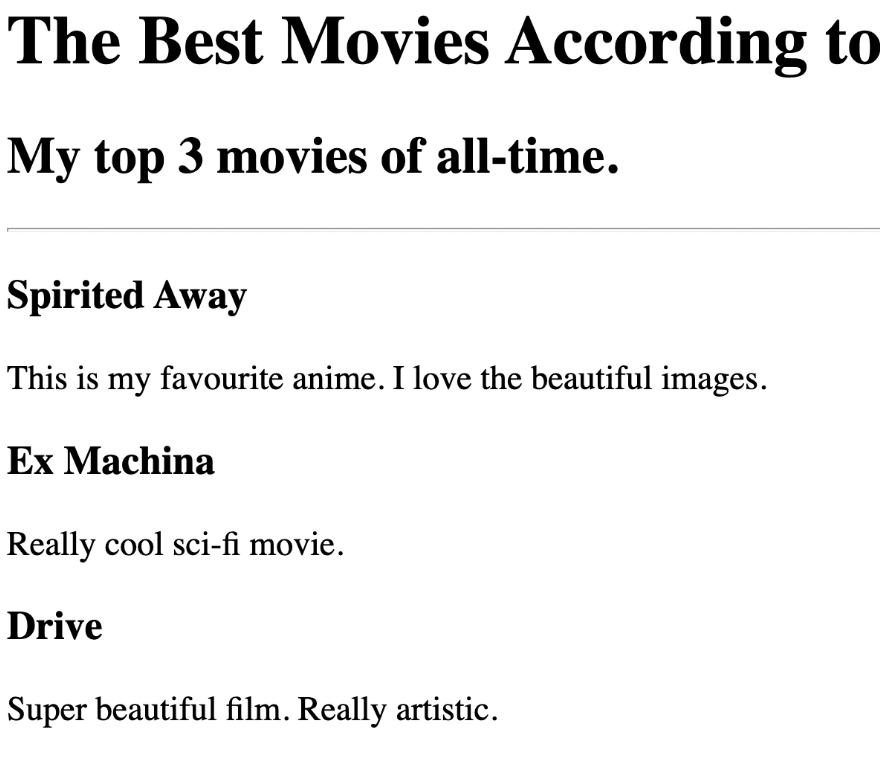 The Best Movies According to
My top 3 movies of all-time.
Spirited Away
This is my favourite anime. I love the beautiful images.
Ex Machina
Really cool sci-fi movie.
Drive
Super beautiful film. Really artistic.